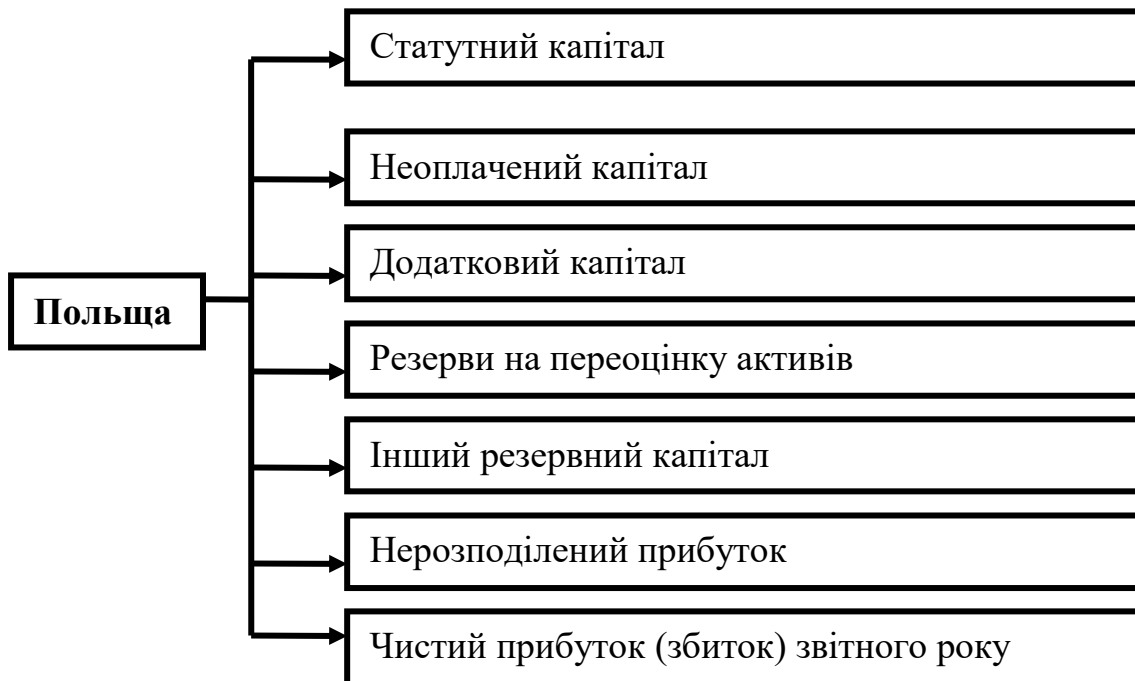 Статутний капітал
Неоплачений капітал
Додатковий капітал
Польща
Резерви на переоцінку активів
Інший резервний капітал
Нерозподілений прибуток
Чистий прибуток (збиток) звітного року